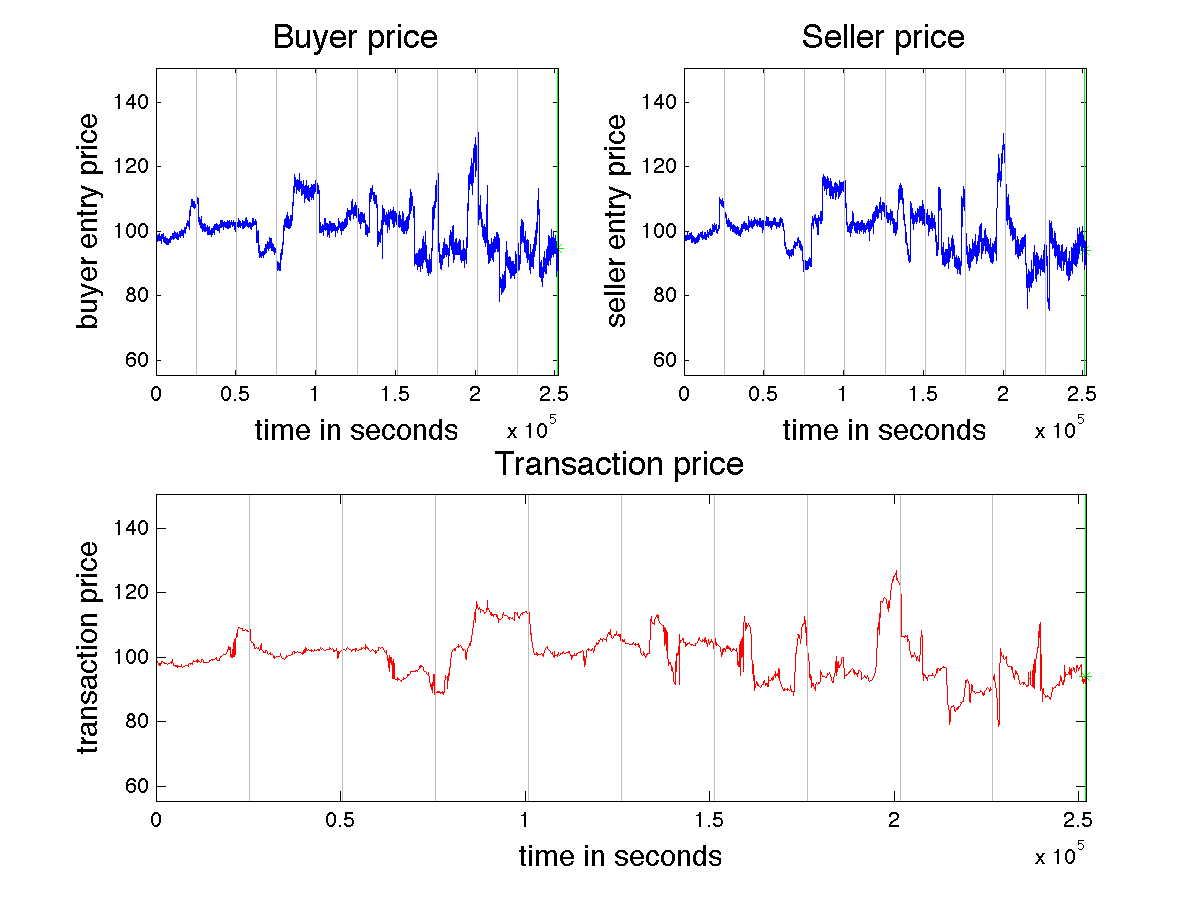 Buyer price
Seller price
buyer entry price
140
120
100
80
60
0 0.5 1 1.5 2 2.5
x 10^5
time in seconds
seller entry price
140
120
100
80
60
0 0.5 1 1.5 2 2.5
x 10^5
time in seconds
Transaction price
transaction price
140
120
100
80
60
0 0.5 1 1.5 2 2.5
x 10^5
time in seconds